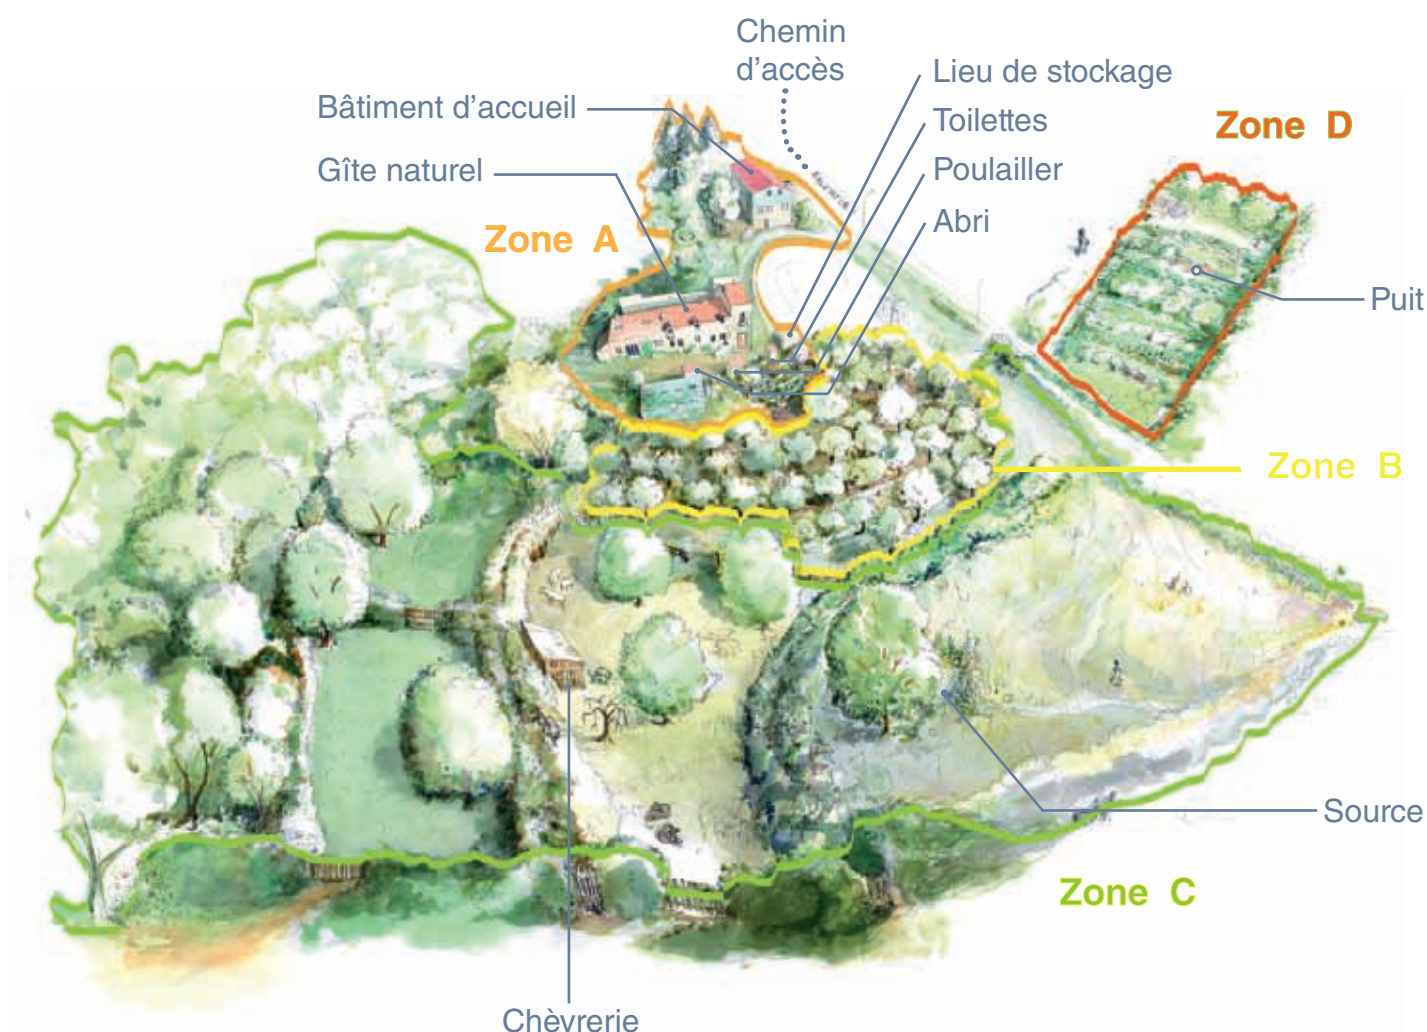 Chemin
d'accès
Lieu de stockage
Bâtiment d'accueil
Toilettes
Zone D
Gîte naturel
Poulailler
Abri
Zone A
Puit
Zone B
Source
Zone C
Chèvrerie